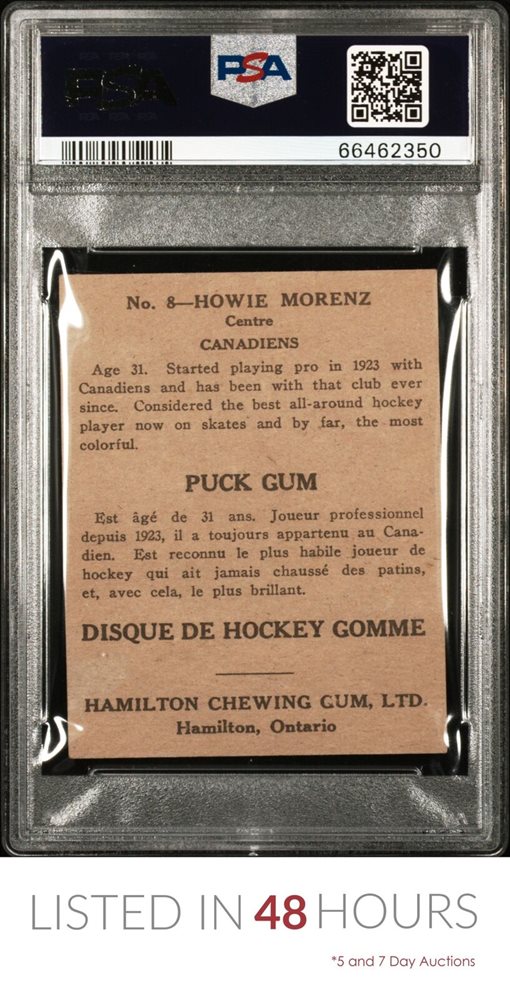 PSA
PSA
66462350
No. 8—HOWIE MORENZ
Centre
CANADIENS
Age 31. Started playing pro in 1923 with
Canadiens and has been with that club ever
since. Considered the best all-around hockey
player now on skates and by far, the most
colorful.
PUCK GUM
Est âgé de 31 ans. Joueur professionnel
depuis 1923, il a toujours appartenu au Cana-
dien. Est reconnu le plus habile joueur de
hockey qui ait jamais chaussé des patins,
et, avec cela, le plus brillant.
DISQUE DE HOCKEY GOMME
HAMILTON CHEWING GUM, LTD.
Hamilton, Ontario
LISTED IN 48 HOURS
*5 and 7 Day Auctions